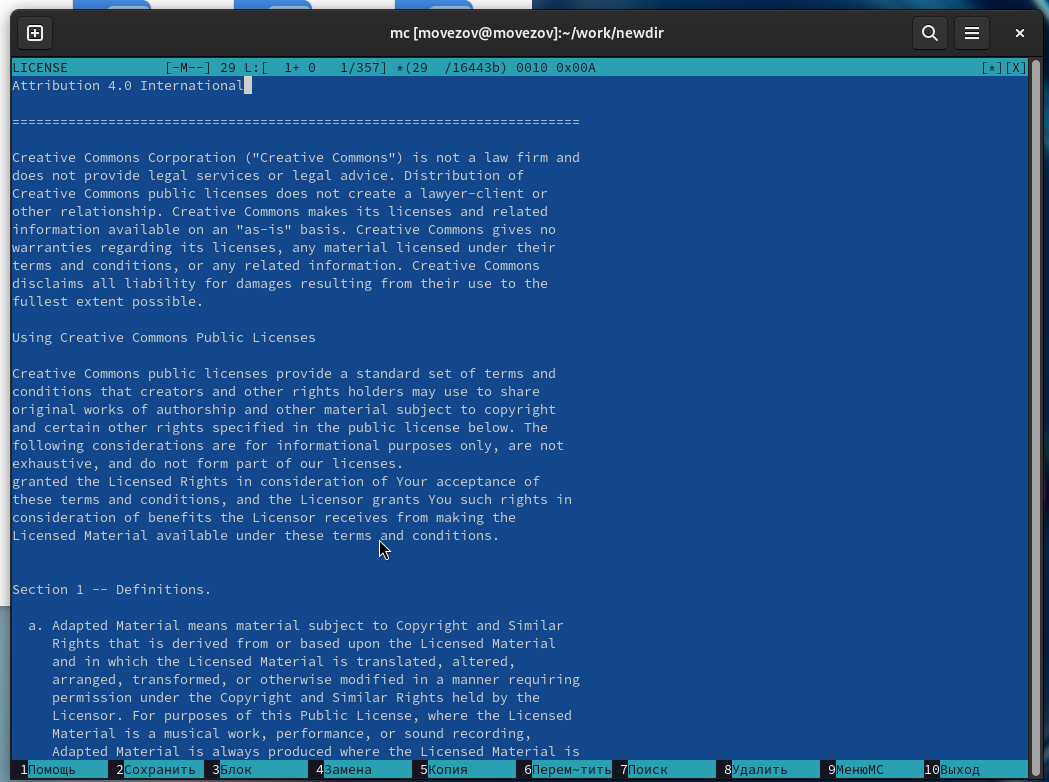 mc [movezov@movezov]:~/work/newdir
LICENSE [-M--] 29 L:[ 1+ 0 1/357] *(29 /16443b) 0010 0x00A [*][X]
Attribution 4.0 International
=======================================================================
Creative Commons Corporation ("Creative Commons") is not a law firm and
does not provide legal services or legal advice. Distribution of
Creative Commons public licenses does not create a lawyer-client or
other relationship. Creative Commons makes its licenses and related
information available on an "as-is" basis. Creative Commons gives no
warranties regarding its licenses, any material licensed under their
terms and conditions, or any related information. Creative Commons
disclaims all liability for damages resulting from their use to the
fullest extent possible.
Using Creative Commons Public Licenses
Creative Commons public licenses provide a standard set of terms and
conditions that creators and other rights holders may use to share
original works of authorship and other material subject to copyright
and certain other rights specified in the public license below. The
following considerations are for informational purposes only, are not
exhaustive, and do not form part of our licenses.
granted the Licensed Rights in consideration of Your acceptance of
these terms and conditions, and the Licensor grants You such rights in
consideration of benefits the Licensor receives from making the
Licensed Material available under these terms and conditions.
Section 1 -- Definitions.
a. Adapted Material means material subject to Copyright and Similar
Rights that is derived from or based upon the Licensed Material
and in which the Licensed Material is translated, altered,
arranged, transformed, or otherwise modified in a manner requiring
permission under the Copyright and Similar Rights held by the
Licensor. For purposes of this Public License, where the Licensed
Material is a musical work, performance, or sound recording,
Adapted Material is always produced where the Licensed Material is
1Помощь 2Сохранить 3Блок 4Замена 5Копия 6Перем~тить 7Поиск 8Удалить 9МенюMC 10Выход